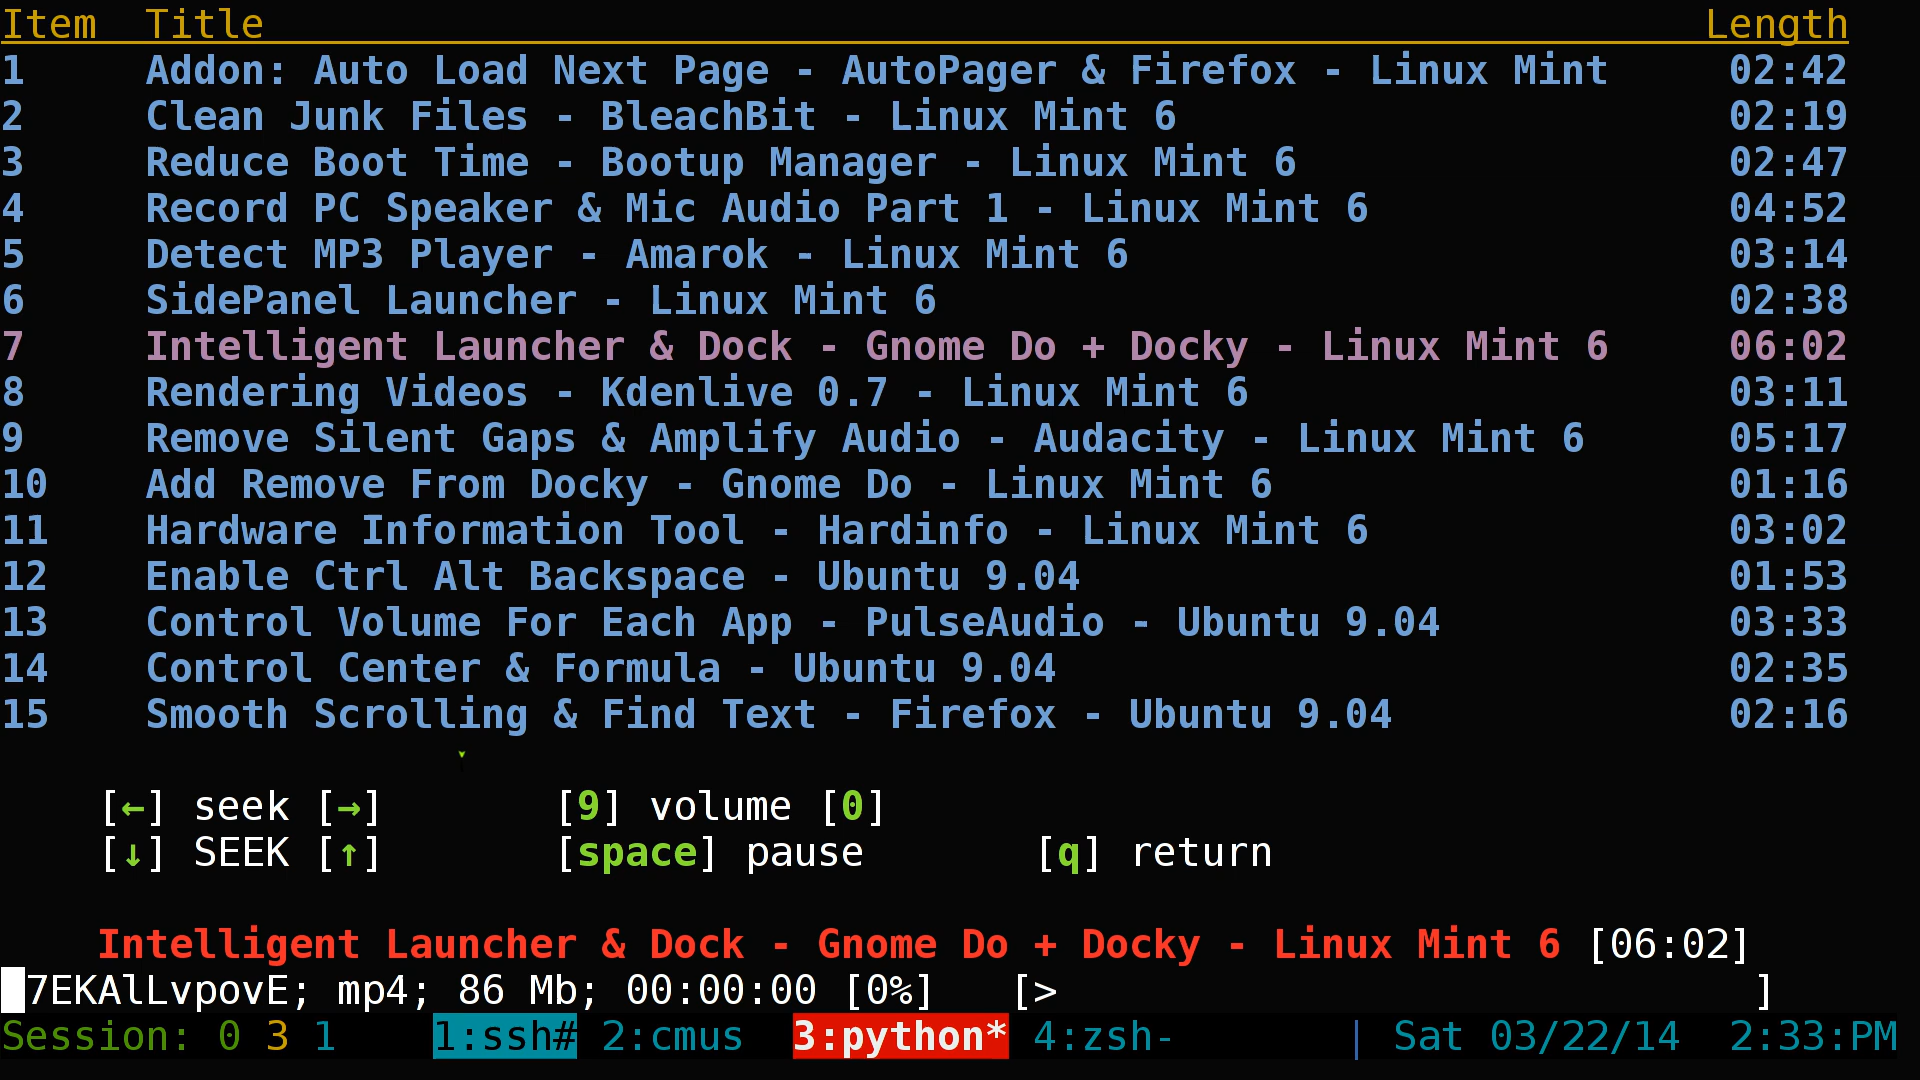 Item  Title  Length
1  Addon: Auto Load Next Page - AutoPager & Firefox - Linux Mint  02:42
2  Clean Junk Files - BleachBit - Linux Mint 6  02:19
3  Reduce Boot Time - Bootup Manager - Linux Mint 6  02:47
4  Record PC Speaker & Mic Audio Part 1 - Linux Mint 6  04:52
5  Detect MP3 Player - Amarok - Linux Mint 6  03:14
6  SidePanel Launcher - Linux Mint 6  02:38
7  Intelligent Launcher & Dock - Gnome Do + Docky - Linux Mint 6  06:02
8  Rendering Videos - Kdenlive 0.7 - Linux Mint 6  03:11
9  Remove Silent Gaps & Amplify Audio - Audacity - Linux Mint 6  05:17
10  Add Remove From Docky - Gnome Do - Linux Mint 6  01:16
11  Hardware Information Tool - Hardinfo - Linux Mint 6  03:02
12  Enable Ctrl Alt Backspace - Ubuntu 9.04  01:53
13  Control Volume For Each App - PulseAudio - Ubuntu 9.04  03:33
14  Control Center & Formula - Ubuntu 9.04  02:35
15  Smooth Scrolling & Find Text - Firefox - Ubuntu 9.04  02:16
[←] seek [→]  [9] volume [0]
[↓] SEEK [↑]  [space] pause  [q] return
Intelligent Launcher & Dock - Gnome Do + Docky - Linux Mint 6 [06:02]
7EKAlLvpovE; mp4; 86 Mb; 00:00:00 [0%]  [>  ]
Session: 0 3 1  1:ssh# 2:cmus  3:python* 4:zsh-  | Sat 03/22/14  2:33:PM